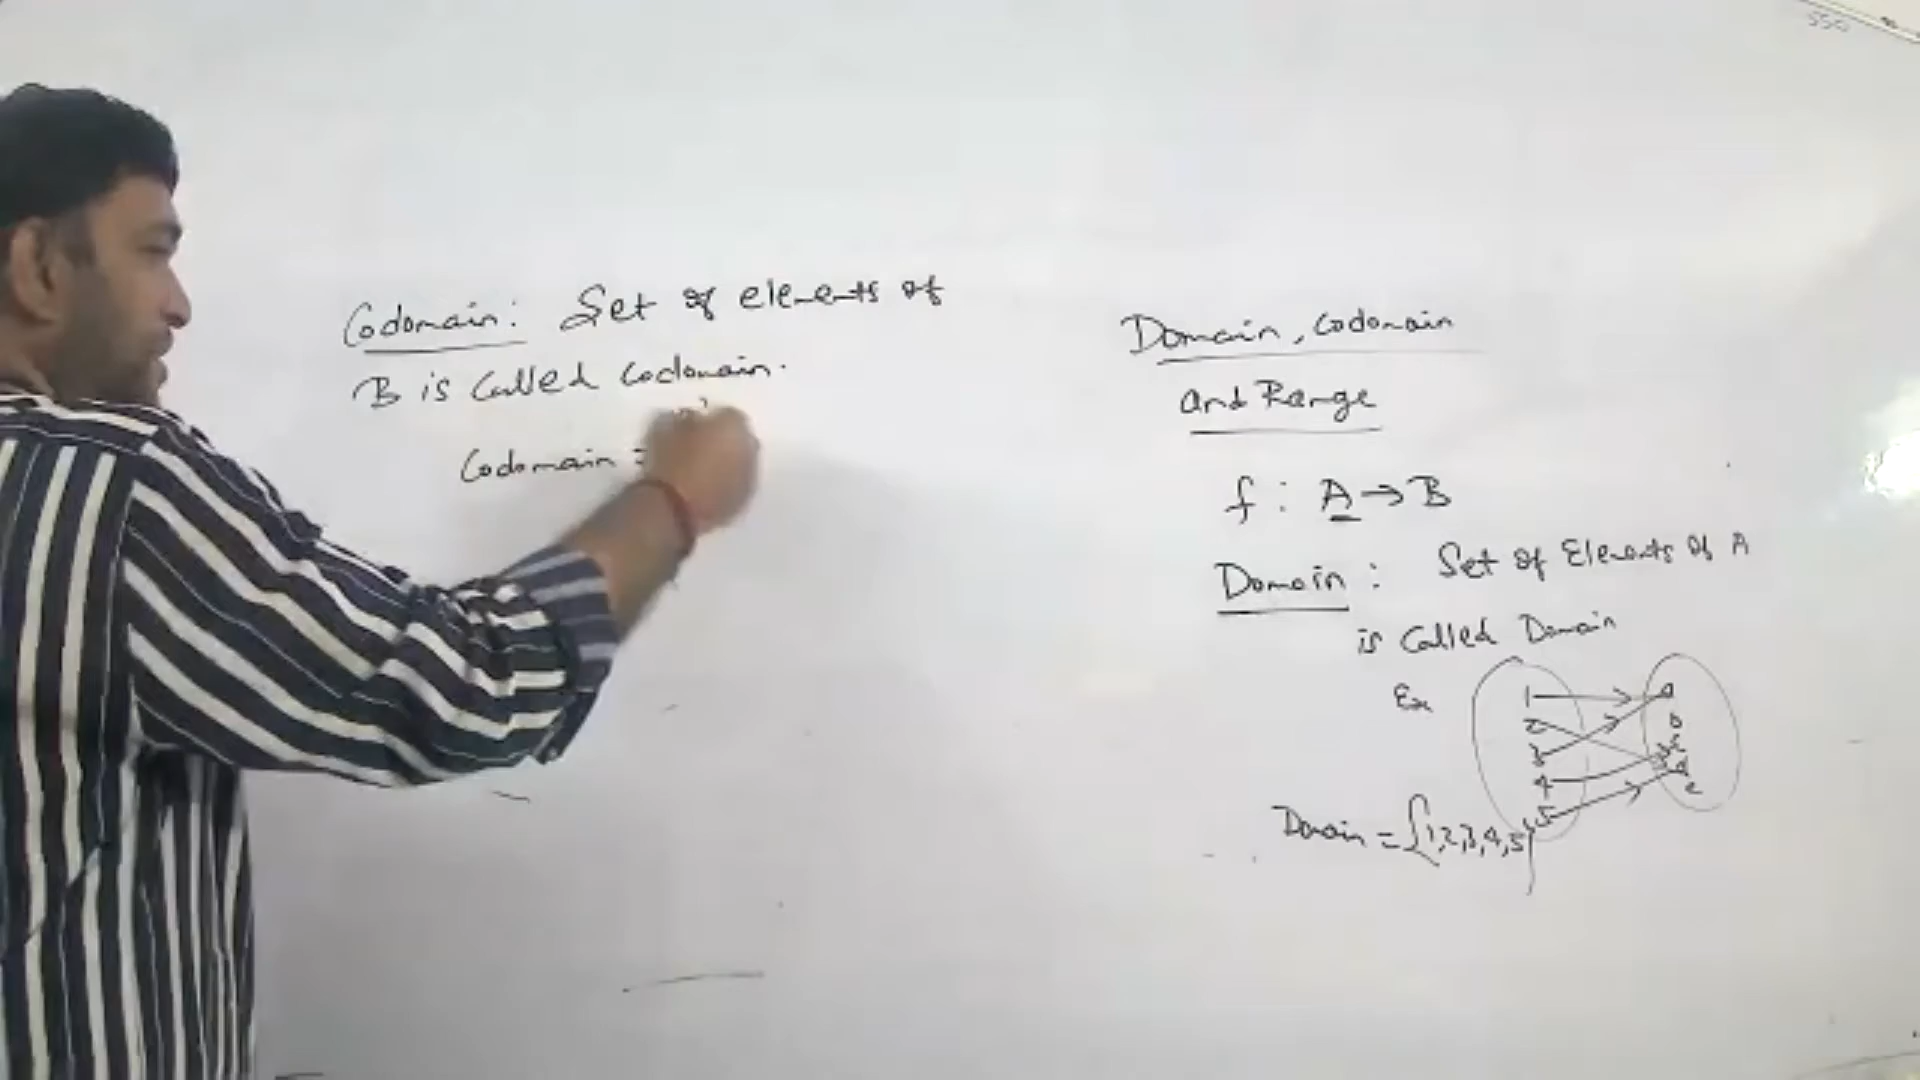 550
Domain, Codomain
and Range
f : A → B
Domain : Set of Elements of A
is Called Domain
Ex
1 a
2 b
3 c
4 d
5 e
Domain = {1,2,3,4,5}
Codomain : Set of elements of
B is Called Codomain.
Codomain =